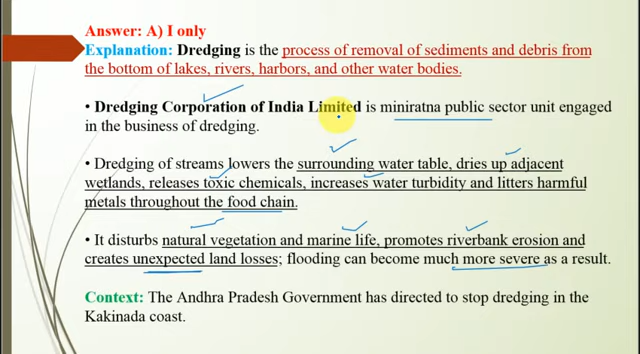 Answer: A) I only
Explanation: Dredging is the process of removal of sediments and debris from
the bottom of lakes, rivers, harbors, and other water bodies.
• Dredging Corporation of India Limited is miniratna public sector unit engaged
in the business of dredging.
Dredging of streams lowers the surrounding water table, dries up adjacent
wetlands, releases toxic chemicals, increases water turbidity and litters harmful
metals throughout the food chain.
• It disturbs natural vegetation and marine life, promotes riverbank erosion and
creates unexpected land losses; flooding can become much more severe as a result.
Context: The Andhra Pradesh Government has directed to stop dredging in the
Kakinada coast.